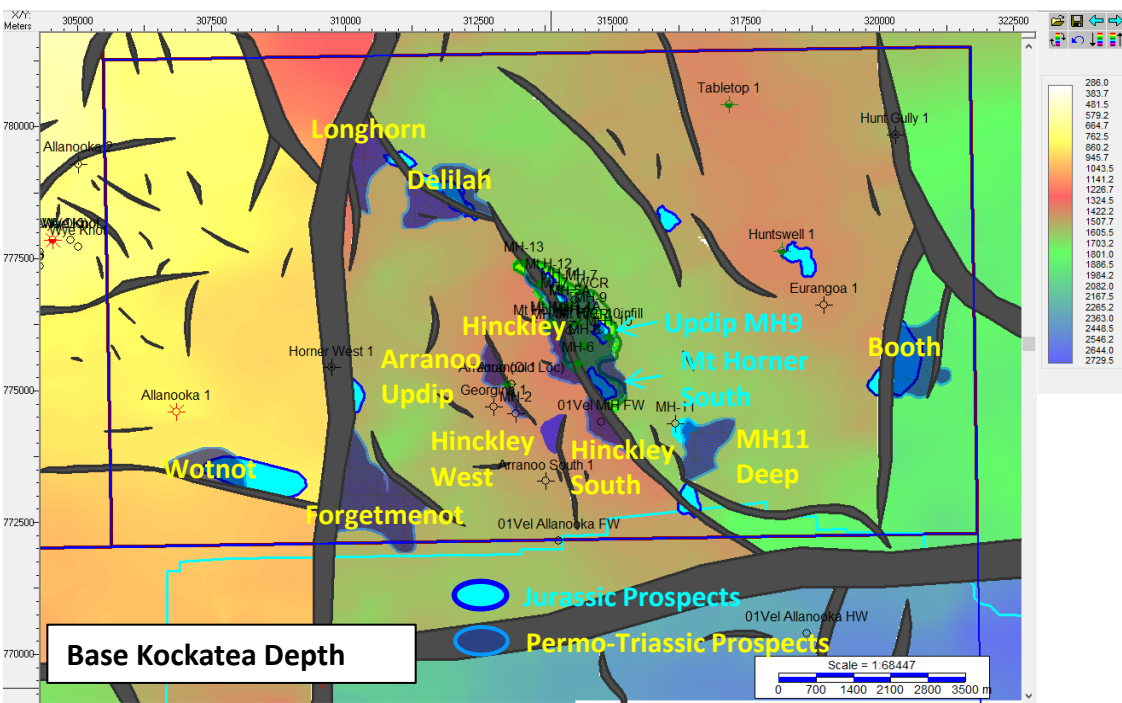 X/Y:
Meters
305000 307500 310000 312500 315000 317500 320000 322500
780000
777500
775000
772500
770000
286.0
383.7
481.5
579.2
664.7
762.5
860.2
945.7
1043.5
1141.2
1226.7
1324.5
1422.2
1507.7
1605.5
1703.2
1801.0
1886.5
1984.2
2082.0
2167.5
2265.2
2363.0
2448.5
2546.2
2644.0
2729.5
Tabletop 1
Hunt Gully 1
Longhorn
Allanooka 2
Delilah
Wye Knot
Huntswell 1
MH-13
Eurangoa 1
Hinckley
Updip MH9
Booth
MH-6
Horner West 1
Arranoo
Updip
Mt Horner
South
Georgina 1
MH-2
Allanooka 1
01Vel MtH FW
MH-11
Hinckley
West
Hinckley
South
MH11
Deep
Arranoo South 1
Wotnot
Forgetmenot
01Vel Allanooka FW
Jurassic Prospects
01Vel Allanooka HW
Permo-Triassic Prospects
Base Kockatea Depth
Scale = 1:68447
0 700 1400 2100 2800 3500 m